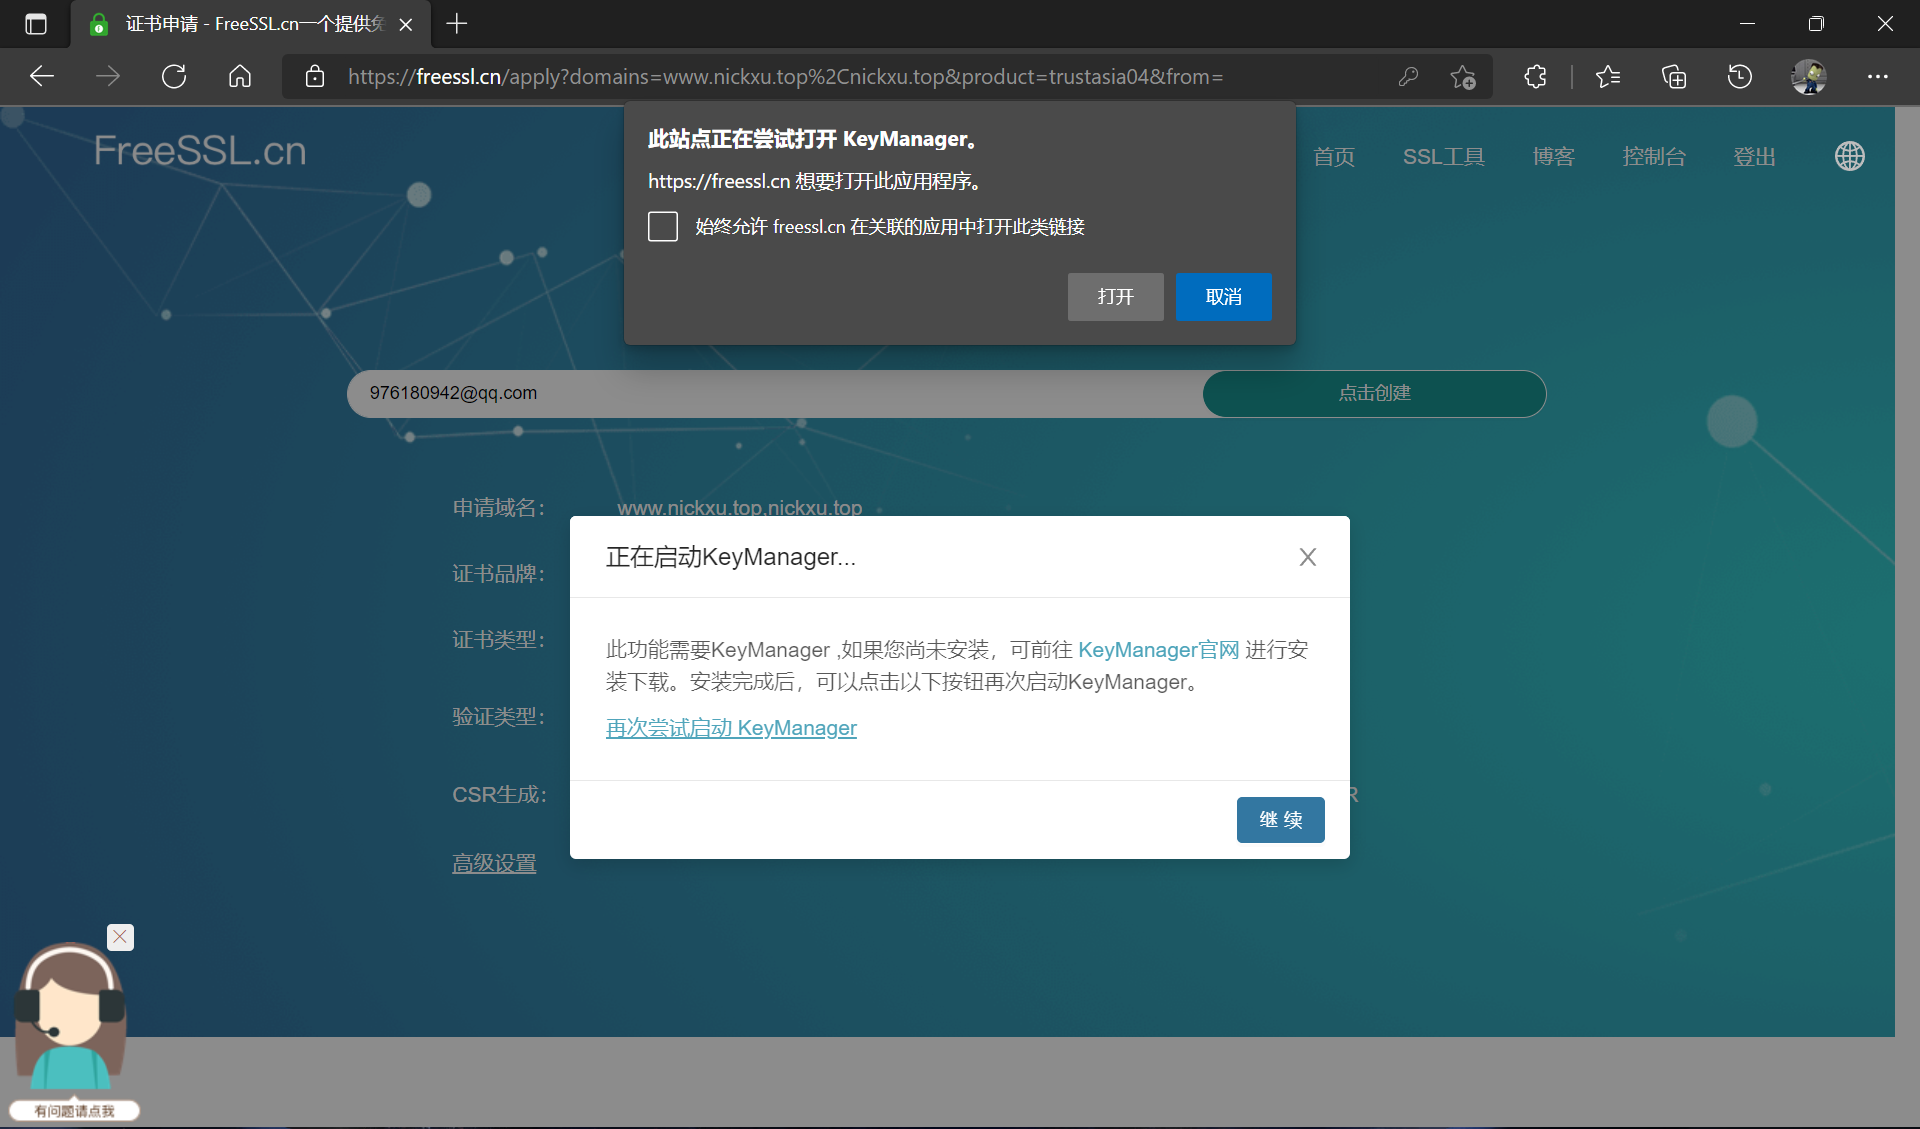 证书申请 - FreeSSL.cn一个提供免
https://freessl.cn/apply?domains=www.nickxu.top%2Cnickxu.top&product=trustasia04&from=
FreeSSL.cn
首页
SSL工具
博客
控制台
登出
此站点正在尝试打开 KeyManager。
https://freessl.cn 想要打开此应用程序。
始终允许 freessl.cn 在关联的应用中打开此类链接
打开
取消
976180942@qq.com
点击创建
申请域名：
www.nickxu.top,nickxu.top
证书品牌：
证书类型：
验证类型：
CSR生成：
R
高级设置
正在启动KeyManager...
此功能需要KeyManager ,如果您尚未安装，可前往 KeyManager官网 进行安
装下载。安装完成后，可以点击以下按钮再次启动KeyManager。
再次尝试启动 KeyManager
继 续
有问题请点我